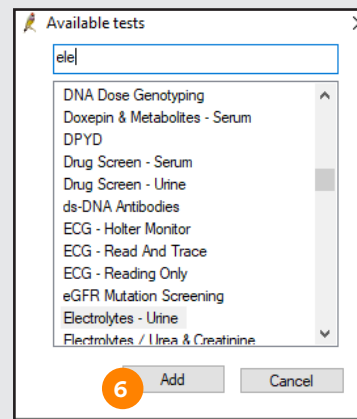 Available tests
ele
DNA Dose Genotyping
Doxepin & Metabolites - Serum
DPYD
Drug Screen - Serum
Drug Screen - Urine
ds-DNA Antibodies
ECG - Holter Monitor
ECG - Read And Trace
ECG - Reading Only
eGFR Mutation Screening
Electrolytes - Urine
Electrolytes / Urea & Creatinine
6 Add Cancel